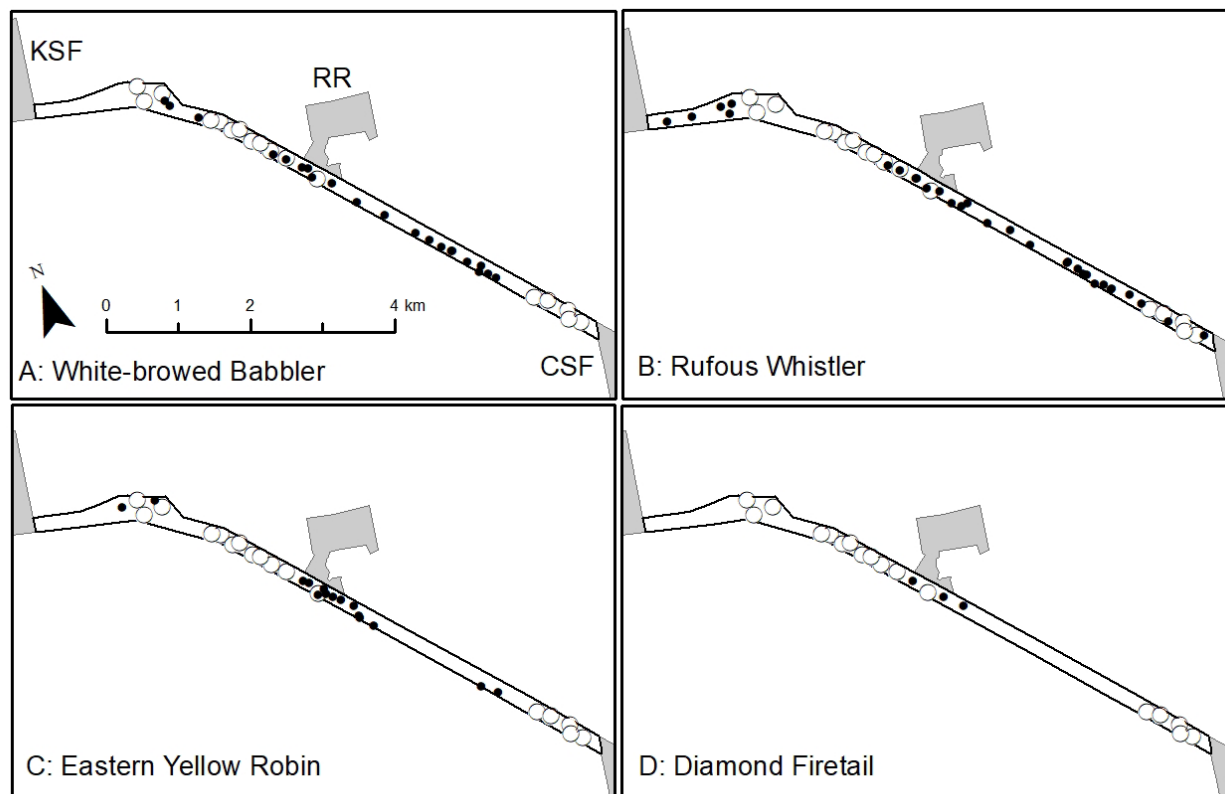 KSF
RR
N
0 1 2 4 km
CSF
A: White-browed Babbler
B: Rufous Whistler
C: Eastern Yellow Robin
D: Diamond Firetail